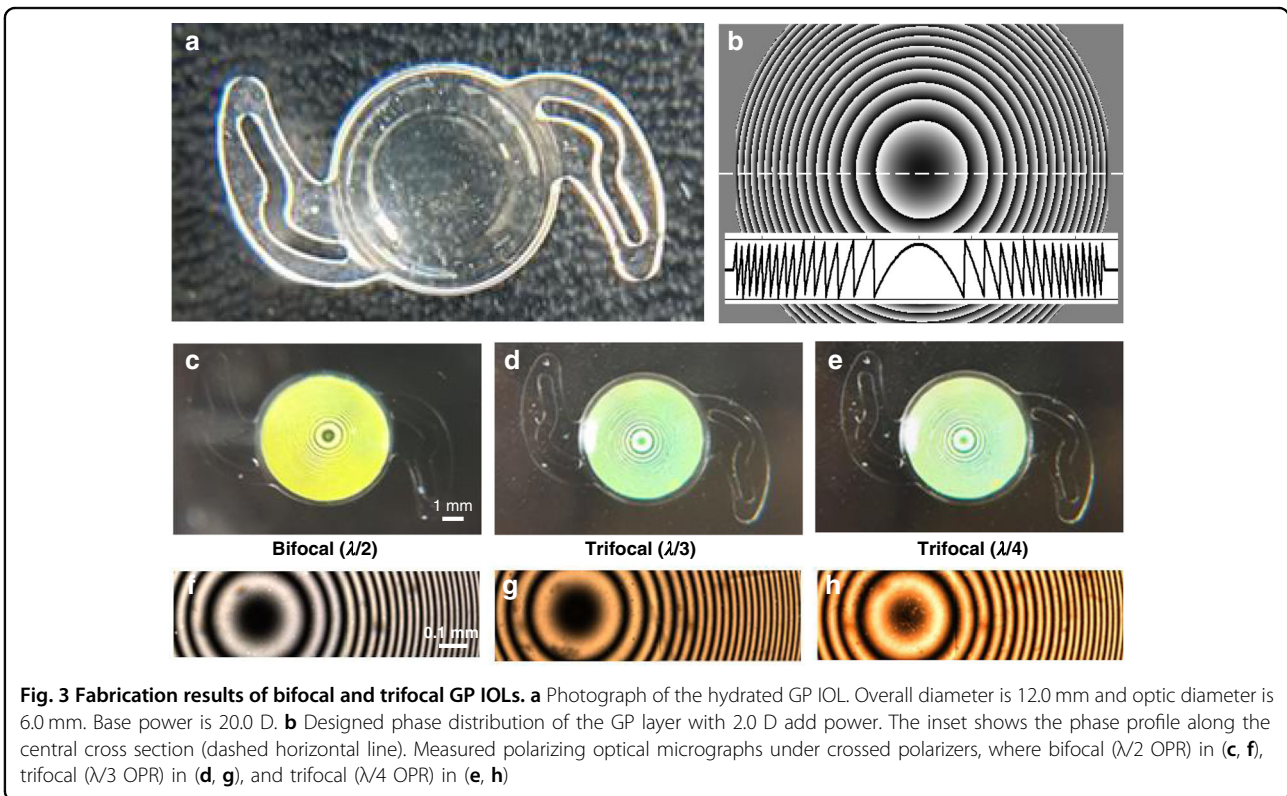 a
b
c
d
e
1 mm
Bifocal (λ/2)
Trifocal (λ/3)
Trifocal (λ/4)
f
g
h
0.1 mm
Fig. 3 Fabrication results of bifocal and trifocal GP IOLs. a Photograph of the hydrated GP IOL. Overall diameter is 12.0 mm and optic diameter is
6.0 mm. Base power is 20.0 D. b Designed phase distribution of the GP layer with 2.0 D add power. The inset shows the phase profile along the
central cross section (dashed horizontal line). Measured polarizing optical micrographs under crossed polarizers, where bifocal (λ/2 OPR) in (c, f),
trifocal (λ/3 OPR) in (d, g), and trifocal (λ/4 OPR) in (e, h)